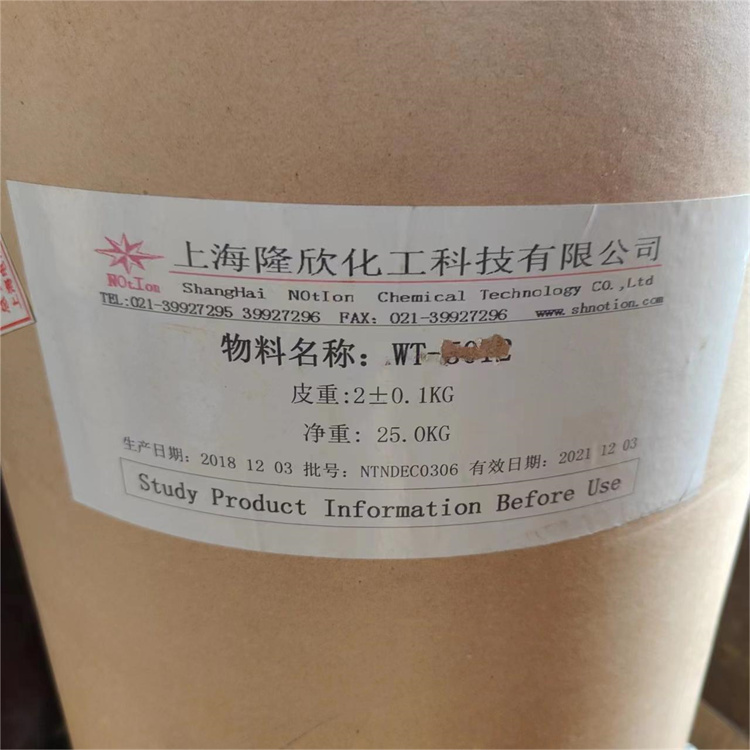 上海隆欣化工科技有限公司
NOtIon
ShangHai NOtIon Chemical Technology CO.,Ltd
TEL:021-39927295 39927296 FAX: 021-39927296 www.shnotion.com
物料名称: WT-
皮重:2±0.1KG
净重: 25.0KG
生产日期: 2018 12 03 批号: NTNDEC0306 有效日期: 2021 12 03
Study Product Information Before Use